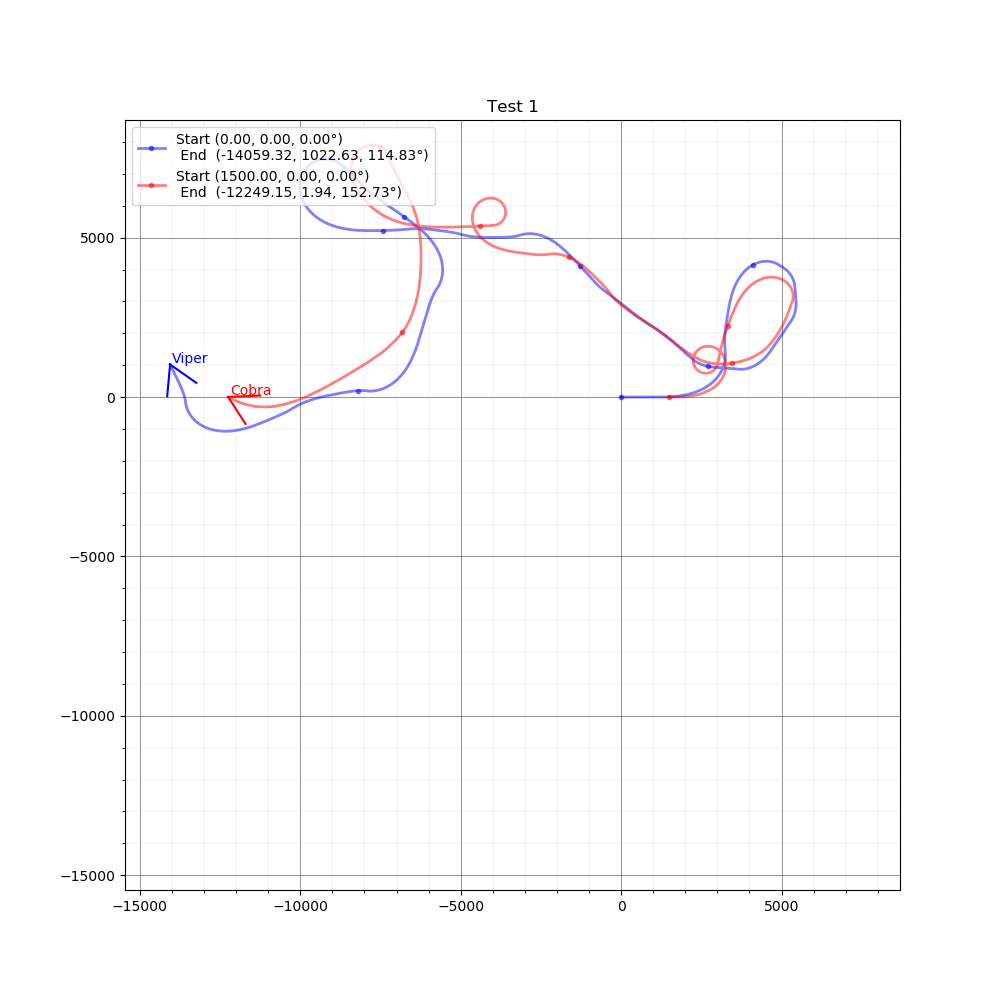 Test 1
Start (0.00, 0.00, 0.00°)
End (-14059.32, 1022.63, 114.83°)
Start (1500.00, 0.00, 0.00°)
End (-12249.15, 1.94, 152.73°)
5000
Viper
Cobra
0
−5000
−10000
−15000
−15000 −10000 −5000 0 5000